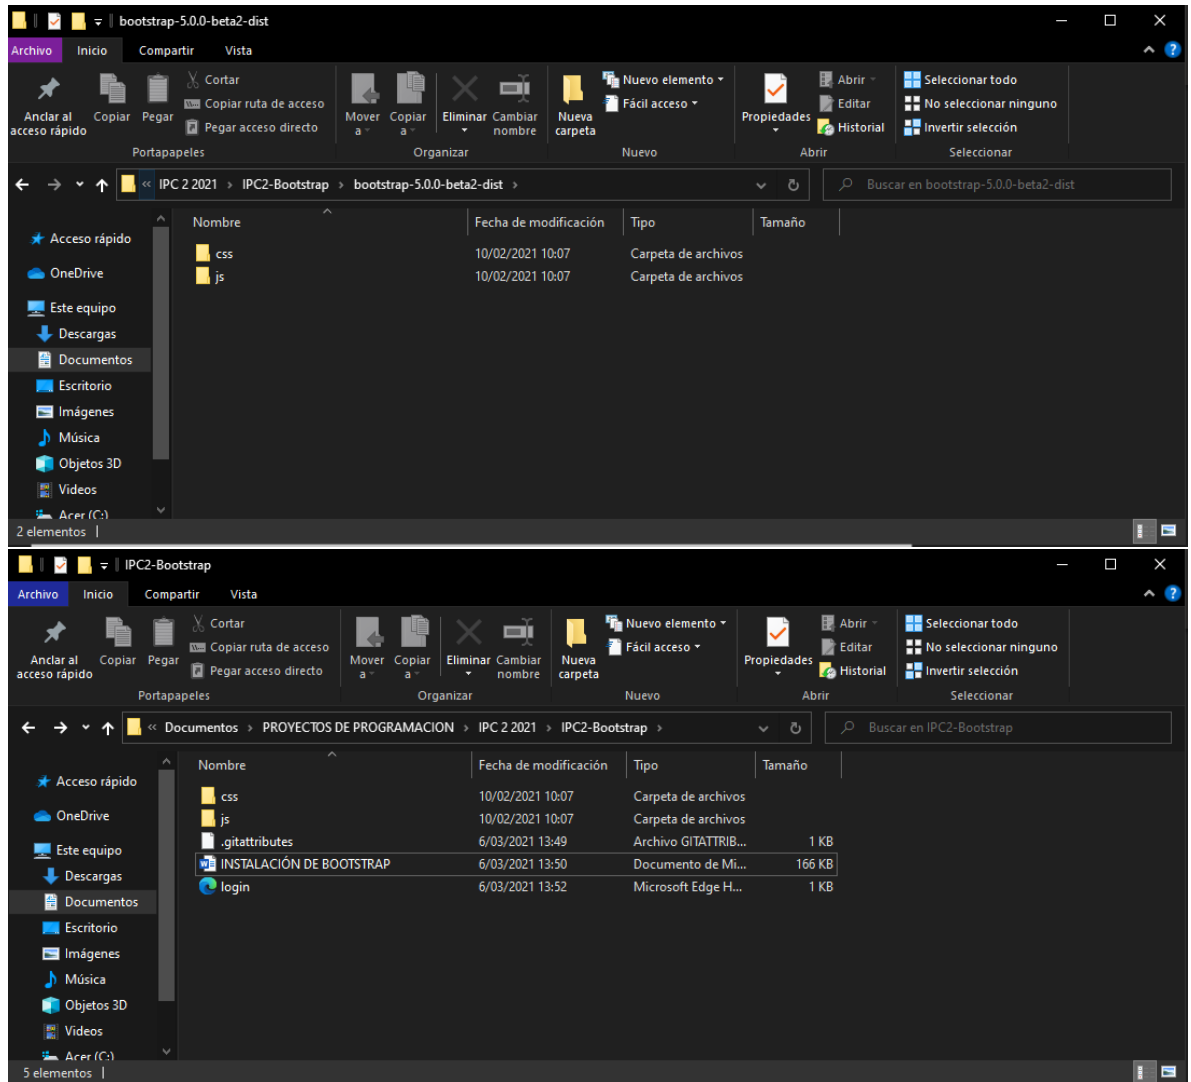 bootstrap-5.0.0-beta2-dist
Archivo Inicio Compartir Vista
Anclar al acceso rápido
Copiar
Pegar
Cortar
Copiar ruta de acceso
Pegar acceso directo
Portapapeles
Mover a
Copiar a
Eliminar
Cambiar nombre
Organizar
Nueva carpeta
Nuevo elemento
Fácil acceso
Nuevo
Propiedades
Abrir
Editar
Historial
Abrir
Seleccionar todo
No seleccionar ninguno
Invertir selección
Seleccionar
« IPC 2 2021 › IPC2-Bootstrap › bootstrap-5.0.0-beta2-dist ›
Buscar en bootstrap-5.0.0-beta2-dist
Acceso rápido
OneDrive
Este equipo
Descargas
Documentos
Escritorio
Imágenes
Música
Objetos 3D
Videos
Acer (C:)
Nombre Fecha de modificación Tipo Tamaño
css 10/02/2021 10:07 Carpeta de archivos
js 10/02/2021 10:07 Carpeta de archivos
2 elementos
IPC2-Bootstrap
Archivo Inicio Compartir Vista
Anclar al acceso rápido
Copiar
Pegar
Cortar
Copiar ruta de acceso
Pegar acceso directo
Portapapeles
Mover a
Copiar a
Eliminar
Cambiar nombre
Organizar
Nueva carpeta
Nuevo elemento
Fácil acceso
Nuevo
Propiedades
Abrir
Editar
Historial
Abrir
Seleccionar todo
No seleccionar ninguno
Invertir selección
Seleccionar
« Documentos › PROYECTOS DE PROGRAMACION › IPC 2 2021 › IPC2-Bootstrap ›
Buscar en IPC2-Bootstrap
Acceso rápido
OneDrive
Este equipo
Descargas
Documentos
Escritorio
Imágenes
Música
Objetos 3D
Videos
Acer (C:)
Nombre Fecha de modificación Tipo Tamaño
css 10/02/2021 10:07 Carpeta de archivos
js 10/02/2021 10:07 Carpeta de archivos
.gitattributes 6/03/2021 13:49 Archivo GITATTRIB... 1 KB
INSTALACIÓN DE BOOTSTRAP 6/03/2021 13:50 Documento de Mi... 166 KB
login 6/03/2021 13:52 Microsoft Edge H... 1 KB
5 elementos